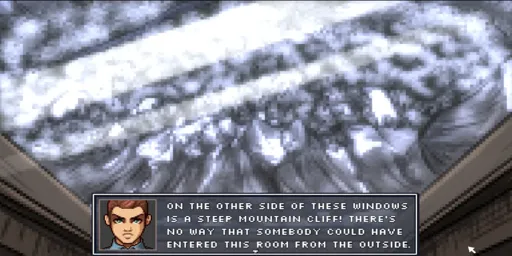 ON THE OTHER SIDE OF THESE WINDOWS
IS A STEEP MOUNTAIN CLIFF! THERE'S
NO WAY THAT SOMEBODY COULD HAVE
ENTERED THIS ROOM FROM THE OUTSIDE.